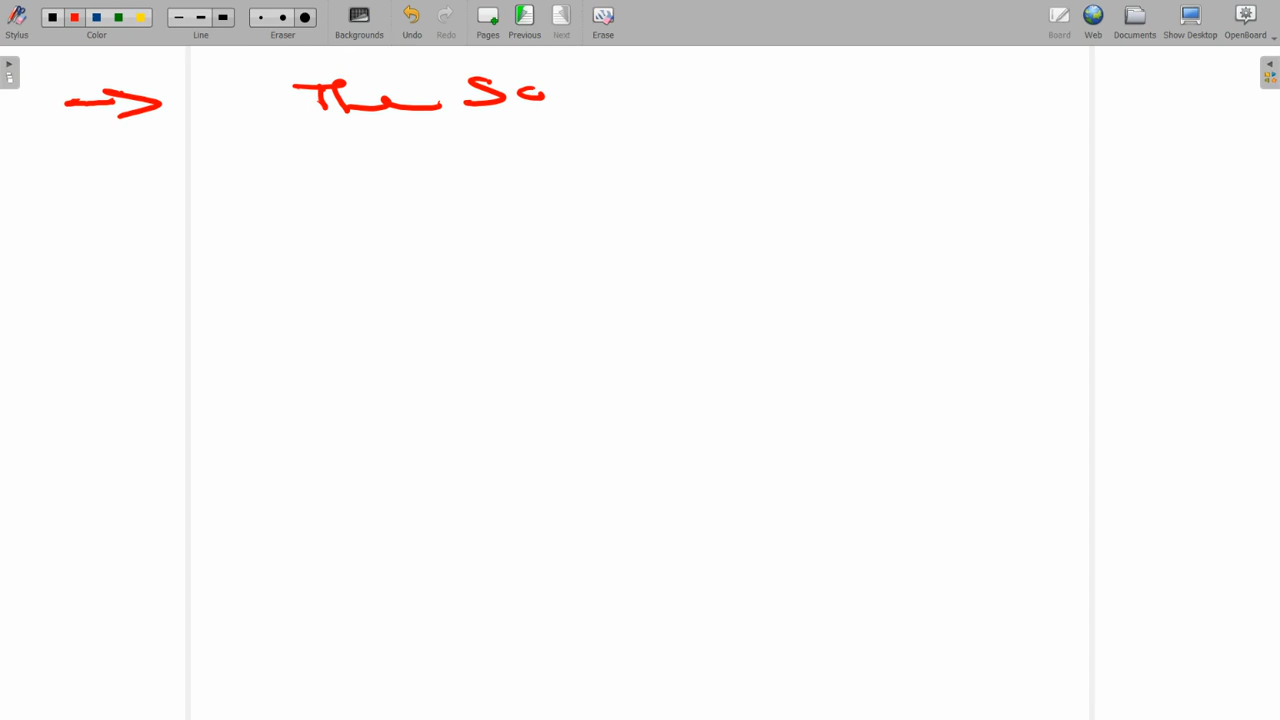 Stylus Color Line Eraser Backgrounds Undo Redo Pages Previous Next Erase Board Web Documents Show Desktop OpenBoard
The